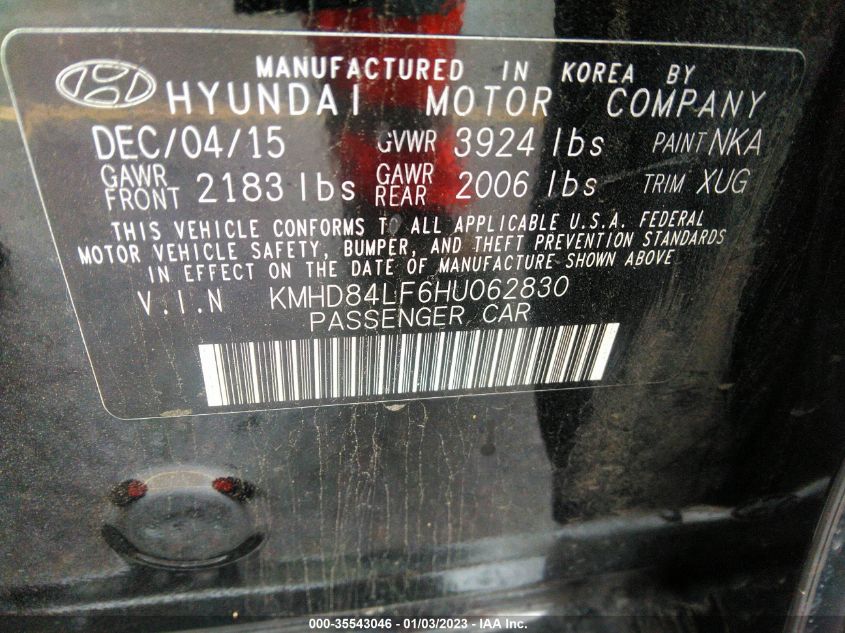 MANUFACTURED IN KOREA BY
HYUNDAI MOTOR COMPANY
DEC/04/15 GVWR 3924 lbs PAINT NKA
GAWR FRONT 2183 lbs GAWR REAR 2006 lbs TRIM XUG
THIS VEHICLE CONFORMS TO ALL APPLICABLE U.S.A. FEDERAL
MOTOR VEHICLE SAFETY, BUMPER, AND THEFT PREVENTION STANDARDS
IN EFFECT ON THE DATE OF MANUFACTURE SHOWN ABOVE
V.I.N KMHD84LF6HU062830
PASSENGER CAR
000-35543046 - 01/03/2023 - IAA Inc.